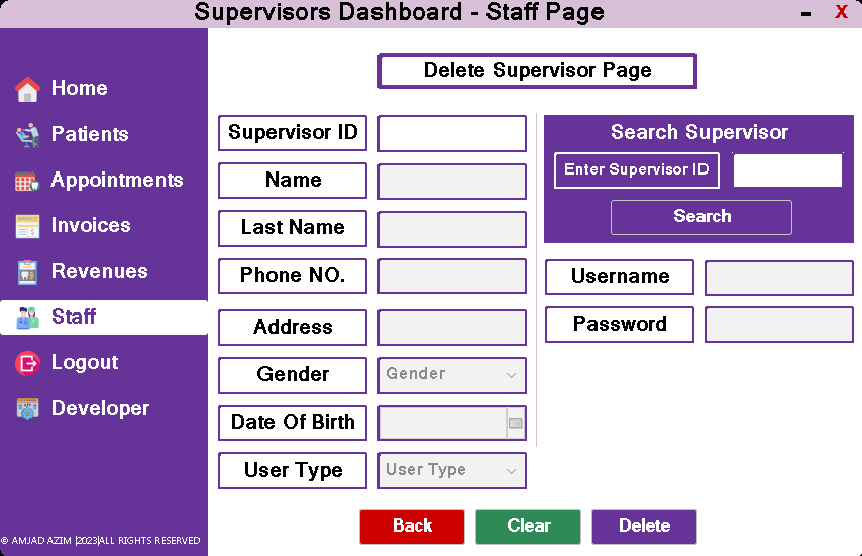 Supervisors Dashboard - Staff Page
X
Home
Patients
Appointments
Invoices
Revenues
Staff
Logout
Developer
© AMJAD AZIM |2023|ALL RIGHTS RESERVED
Delete Supervisor Page
Supervisor ID
Name
Last Name
Phone NO.
Address
Gender
Gender
Date Of Birth
User Type
User Type
Search Supervisor
Enter Supervisor ID
Search
Username
Password
Back
Clear
Delete